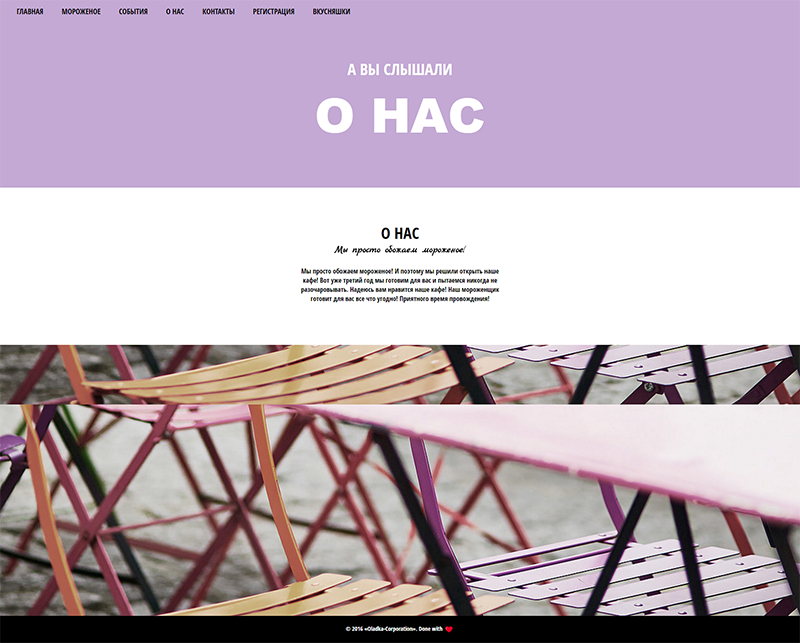 ГЛАВНАЯ МОРОЖЕНОЕ СОБЫТИЯ О НАС КОНТАКТЫ РЕГИСТРАЦИЯ ВКУСНЯШКИ
А ВЫ СЛЫШАЛИ
О НАС
О НАС
Мы просто обожаем мороженое!
Мы просто обожаем мороженое! И поэтому мы решили открыть наше
кафе! Вот уже третий год мы готовим для вас и пытаемся никогда не
разочаровывать. Надеюсь вам нравится наше кафе! Наш мороженщик
готовит для вас все что угодно! Приятного время провождения!
© 2016 «Oladka-Corporation». Done with ❤